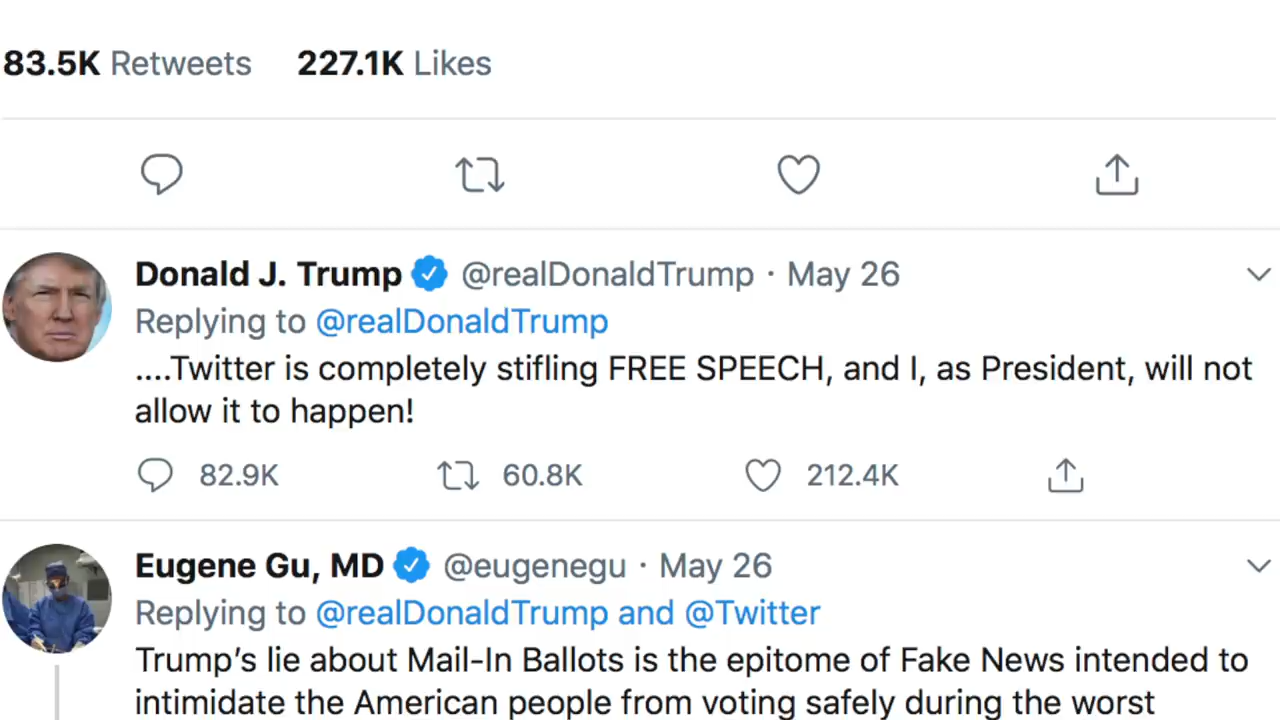 83.5K Retweets 227.1K Likes
Donald J. Trump @realDonaldTrump · May 26
Replying to @realDonaldTrump
....Twitter is completely stifling FREE SPEECH, and I, as President, will not
allow it to happen!
82.9K 60.8K 212.4K
Eugene Gu, MD @eugenegu · May 26
Replying to @realDonaldTrump and @Twitter
Trump’s lie about Mail-In Ballots is the epitome of Fake News intended to
intimidate the American people from voting safely during the worst